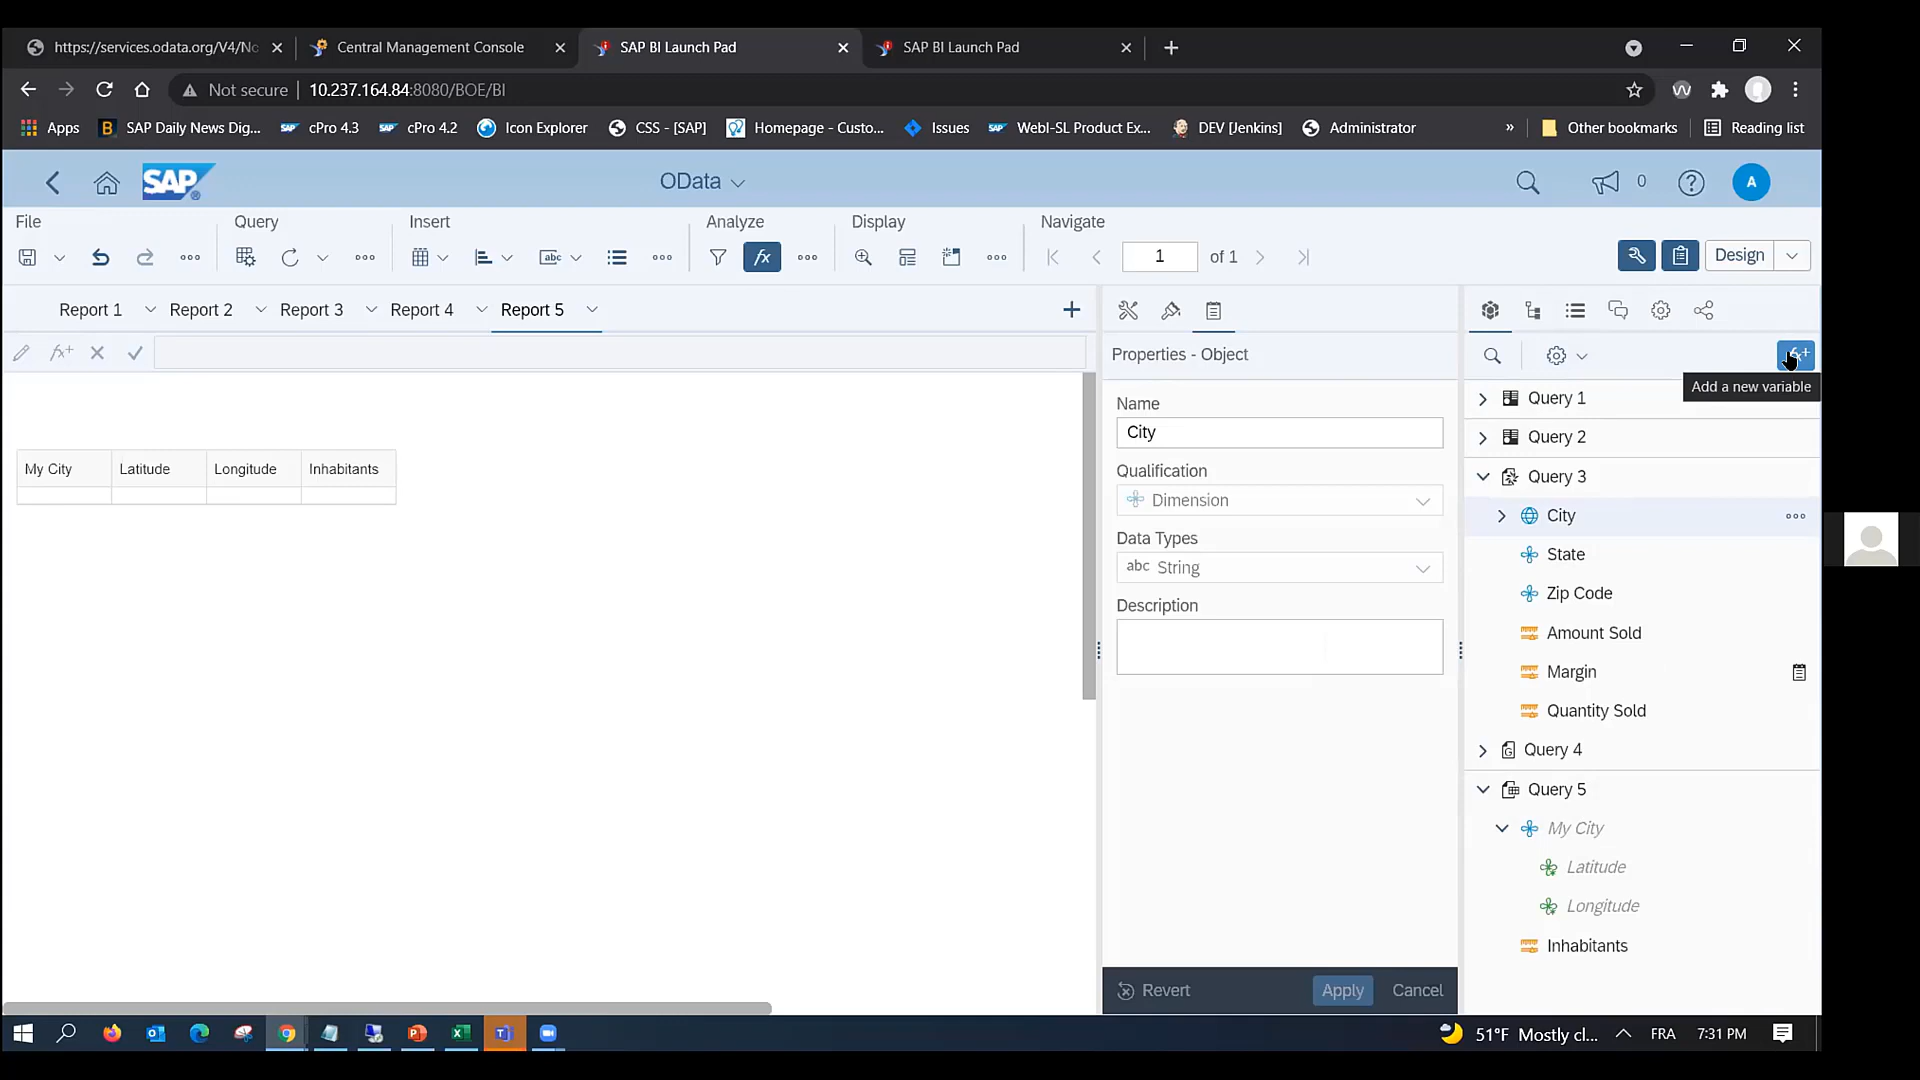 https://services.odata.org/V4/Nc
Central Management Console
SAP BI Launch Pad
SAP BI Launch Pad
Not secure
10.237.164.84:8080/BOE/BI
Apps
SAP Daily News Dig...
cPro 4.3
cPro 4.2
Icon Explorer
CSS - [SAP]
Homepage - Custo...
Issues
WebI-SL Product Ex...
DEV [Jenkins]
Administrator
»
Other bookmarks
Reading list
SAP
OData
0
A
File
Query
Insert
Analyze
Display
Navigate
abc
fx
1
of 1
Design
Report 1
Report 2
Report 3
Report 4
Report 5
fx+
Properties - Object
Add a new variable
My City
Latitude
Longitude
Inhabitants
Name
City
Qualification
Dimension
Data Types
abc String
Description
Revert
Apply
Cancel
Query 1
Query 2
Query 3
City
State
Zip Code
Amount Sold
Margin
Quantity Sold
Query 4
Query 5
My City
Latitude
Longitude
Inhabitants
51°F Mostly cl...
FRA
7:31 PM